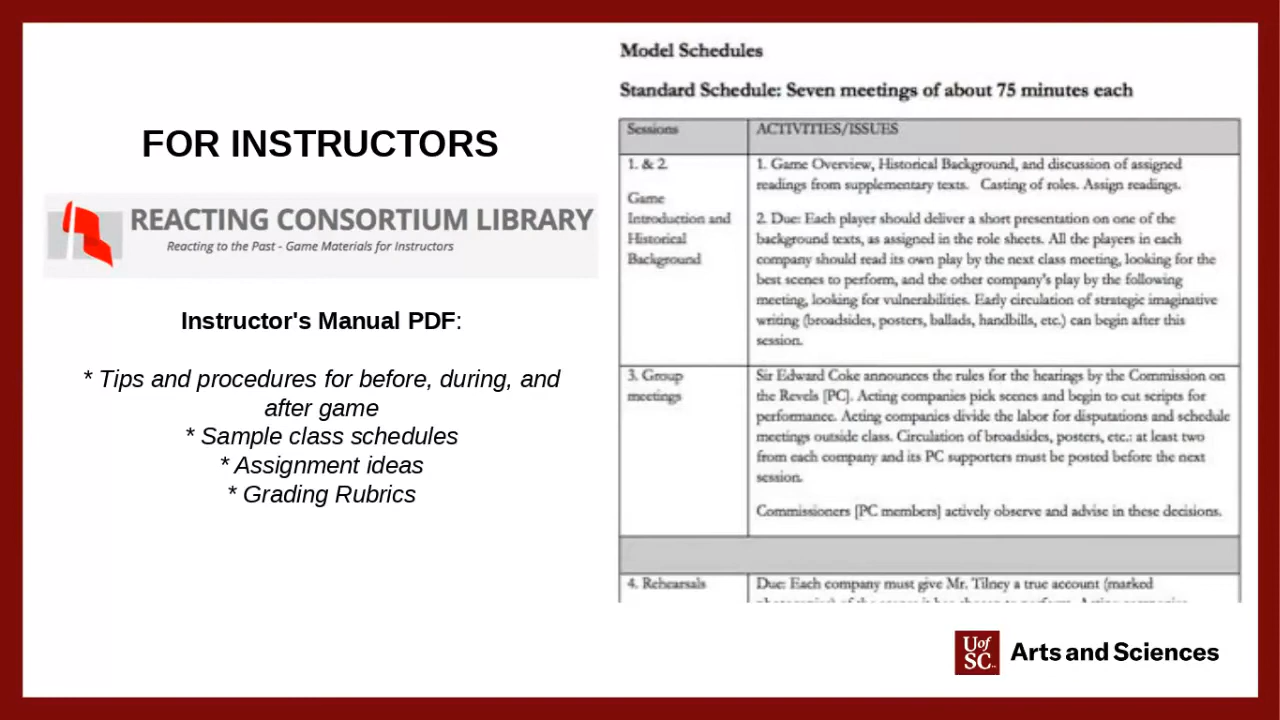 FOR INSTRUCTORS
REACTING CONSORTIUM LIBRARY
Reacting to the Past - Game Materials for Instructors
Instructor's Manual PDF:
* Tips and procedures for before, during, and
after game
* Sample class schedules
* Assignment ideas
* Grading Rubrics
Model Schedules
Standard Schedule: Seven meetings of about 75 minutes each
Sessions
ACTIVITIES/ISSUES
1. & 2.
Game
Introduction and
Historical
Background
1. Game Overview, Historical Background, and discussion of assigned
readings from supplementary texts. Casting of roles. Assign readings.
2. Due: Each player should deliver a short presentation on one of the
background texts, as assigned in the role sheets. All the players in each
company should read its own play by the next class meeting, looking for the
best scenes to perform, and the other company's play by the following
meeting, looking for vulnerabilities. Early circulation of strategic imaginative
writing (broadsides, posters, ballads, handbills, etc.) can begin after this
session.
3. Group
meetings
Sir Edward Coke announces the rules for the hearings by the Commission on
the Revels [PC]. Acting companies pick scenes and begin to cut scripts for
performance. Acting companies divide the labor for disputations and schedule
meetings outside class. Circulation of broadsides, posters, etc.: at least two
from each company and its PC supporters must be posted before the next
session.
Commissioners [PC members] actively observe and advise in these decisions.
4. Rehearsals
Due: Each company must give Mr. Tilney a true account (marked
UofSC
Arts and Sciences